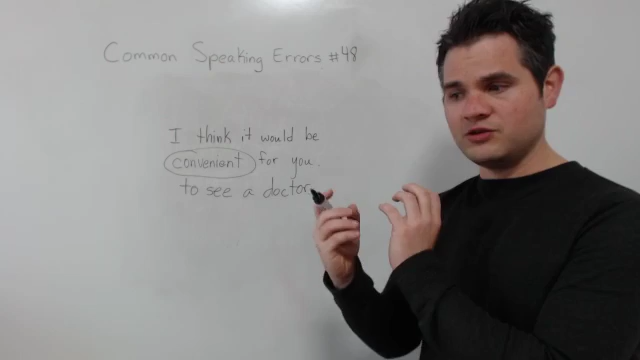 Common Speaking Errors #48
I think it would be
convenient for you.
to see a doctor